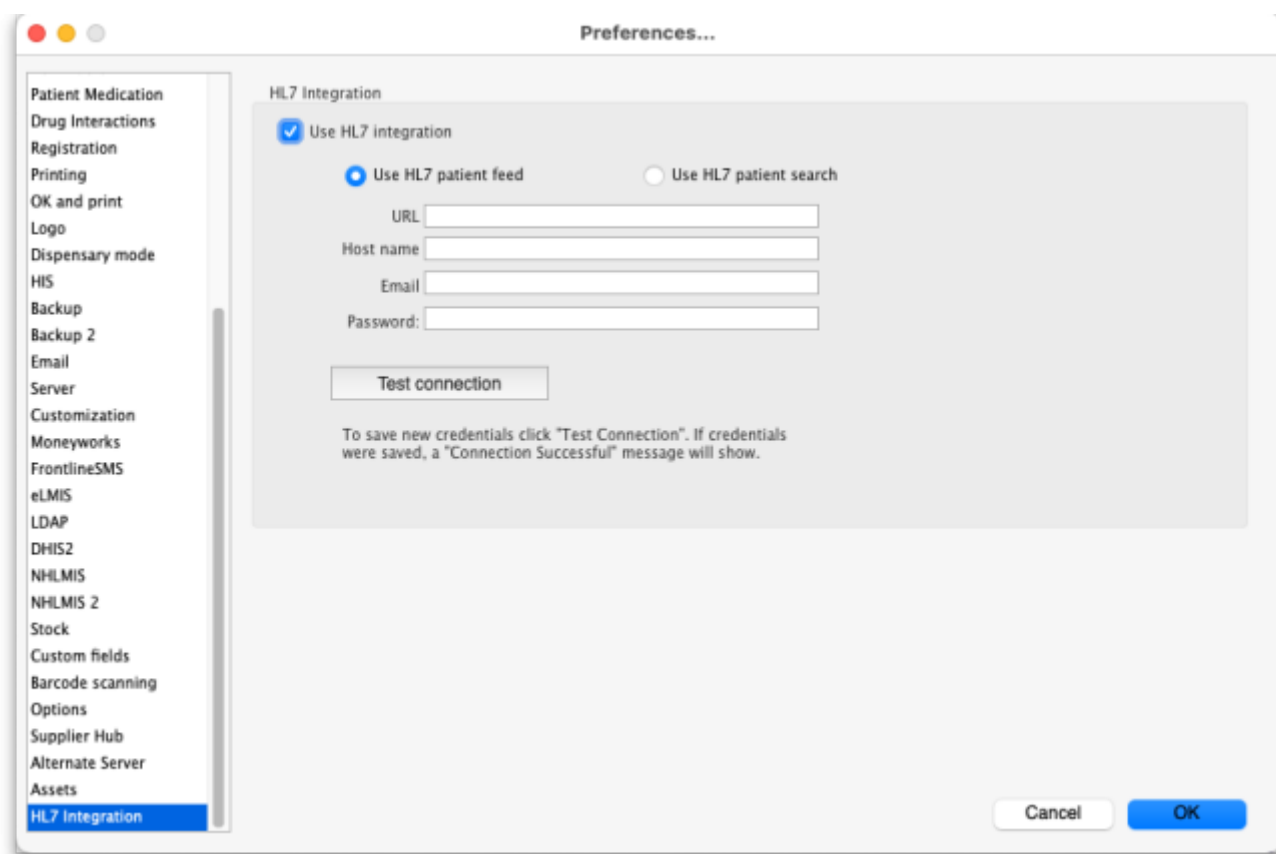 Preferences...
Patient Medication
Drug Interactions
Registration
Printing
OK and print
Logo
Dispensary mode
HIS
Backup
Backup 2
Email
Server
Customization
Moneyworks
FrontlineSMS
eLMIS
LDAP
DHIS2
NHLMIS
NHLMIS 2
Stock
Custom fields
Barcode scanning
Options
Supplier Hub
Alternate Server
Assets
HL7 Integration
HL7 Integration
Use HL7 integration
Use HL7 patient feed Use HL7 patient search
URL
Host name
Email
Password:
Test connection
To save new credentials click "Test Connection". If credentials
were saved, a "Connection Successful" message will show.
Cancel OK